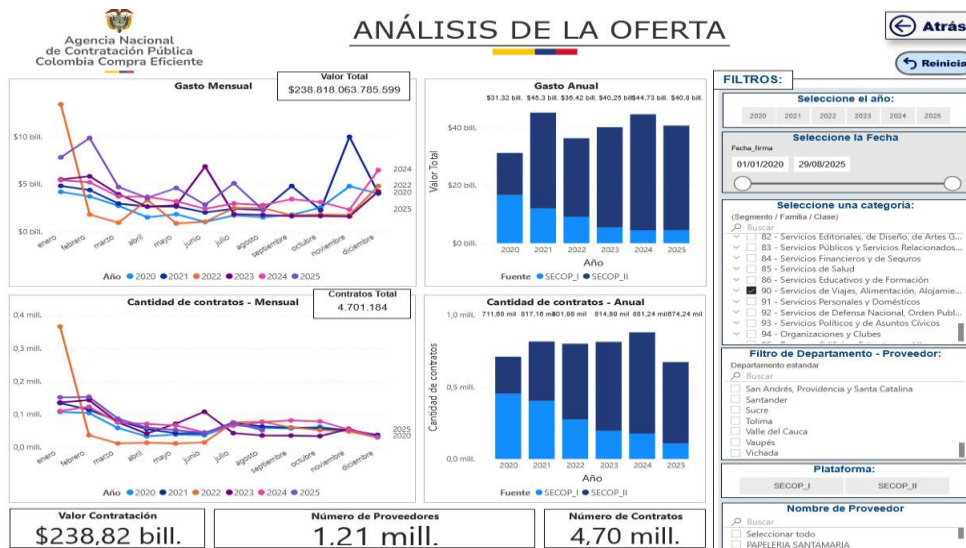 Agencia Nacional
de Contratación Pública
Colombia Compra Eficiente
ANÁLISIS DE LA OFERTA
Atrás
Reinicia
Gasto Mensual
Valor Total
$238.818.063.785.599
$10 bill.
$5 bill.
$0 bill.
2024
2022
2020
2025
enero
febrero
marzo
abril
mayo
junio
julio
agosto
septiembre
octubre
noviembre
diciembre
Año 2020 2021 2022 2023 2024 2025
Gasto Anual
$31,32 bill. $45,3 bill. $36,42 bill. $40,25 bill. $44,73 bill. $40,8 bill.
Valor Total
$40 bill.
$20 bill.
$0 bill.
2020 2021 2022 2023 2024 2025
Año
Fuente SECOP_I SECOP_II
Cantidad de contratos - Mensual
Contratos Total
4.701.184
0,4 mill.
0,3 mill.
0,2 mill.
0,1 mill.
0,0 mill.
2025
2020
enero
febrero
marzo
abril
mayo
junio
julio
agosto
septiembre
octubre
noviembre
diciembre
Año 2020 2021 2022 2023 2024 2025
Cantidad de contratos - Anual
817,16 mil 881,24 mil 674,24 mil
Cantidad de contratos
1,0 mill.
0,5 mill.
0,0 mill.
2020 2021 2022 2023 2024 2025
Año
Fuente SECOP_I SECOP_II
Valor Contratación
$238,82 bill.
Número de Proveedores
1.21 mill.
Número de Contratos
4,70 mill.
FILTROS:
Seleccione el año:
2020 2021 2022 2023 2024 2025
Seleccione la Fecha
Fecha_firma
01/01/2020 29/08/2025
Seleccione una categoría:
(Segmento / Familia / Clase)
Buscar
82 - Servicios Editoriales, de Diseño, de Artes G...
83 - Servicios Públicos y Servicios Relacionados...
84 - Servicios Financieros y de Seguros
85 - Servicios de Salud
86 - Servicios Educativos y de Formación
90 - Servicios de Viajes, Alimentación, Alojamie...
91 - Servicios Personales y Domésticos
92 - Servicios de Defensa Nacional, Orden Publ...
93 - Servicios Políticos y de Asuntos Cívicos
94 - Organizaciones y Clubes
Filtro de Departamento - Proveedor:
Departamento estandar
Buscar
San Andrés, Providencia y Santa Catalina
Santander
Sucre
Tolima
Valle del Cauca
Vaupés
Vichada
Plataforma:
SECOP_I SECOP_II
Nombre de Proveedor
Buscar
Seleccionar todo
PAPELERIA SANTAMARIA